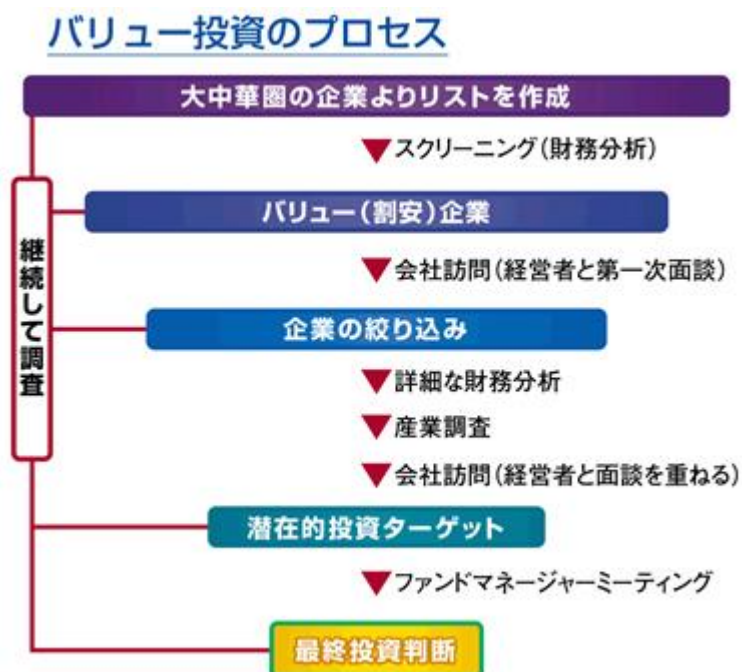 バリュー投資のプロセス
大中華圏の企業よりリストを作成
▼スクリーニング(財務分析)
バリュー(割安)企業
▼会社訪問(経営者と第一次面談)
継続して調査
企業の絞り込み
▼詳細な財務分析
▼産業調査
▼会社訪問(経営者と面談を重ねる)
潜在的投資ターゲット
▼ファンドマネージャーミーティング
最終投資判断